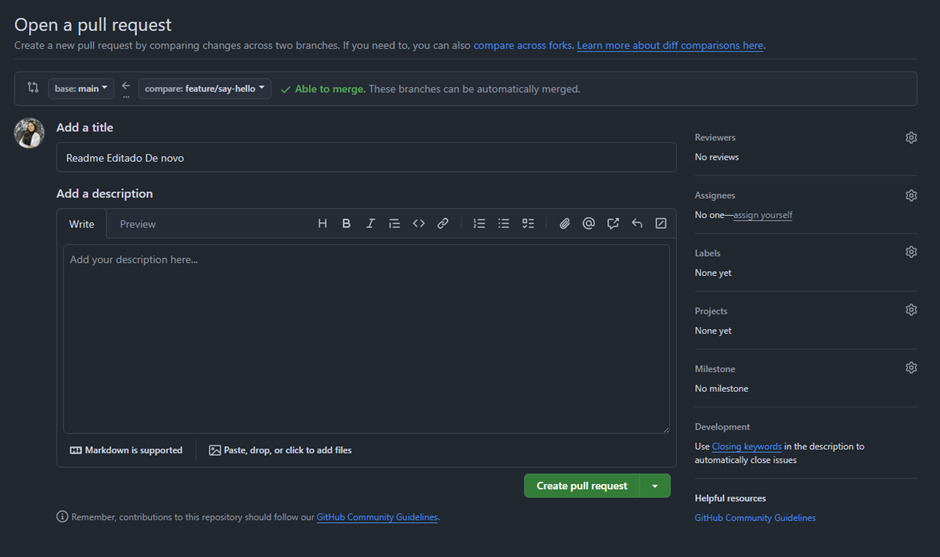 Open a pull request
Create a new pull request by comparing changes across two branches. If you need to, you can also compare across forks. Learn more about diff comparisons here.
base: main
compare: feature/say-hello
Able to merge. These branches can be automatically merged.
Add a title
Readme Editado De novo
Add a description
Write
Preview
Add your description here...
Markdown is supported
Paste, drop, or click to add files
Create pull request
Remember, contributions to this repository should follow our GitHub Community Guidelines.
Reviewers
No reviews
Assignees
No one—assign yourself
Labels
None yet
Projects
None yet
Milestone
No milestone
Development
Use Closing keywords in the description to
automatically close issues
Helpful resources
GitHub Community Guidelines